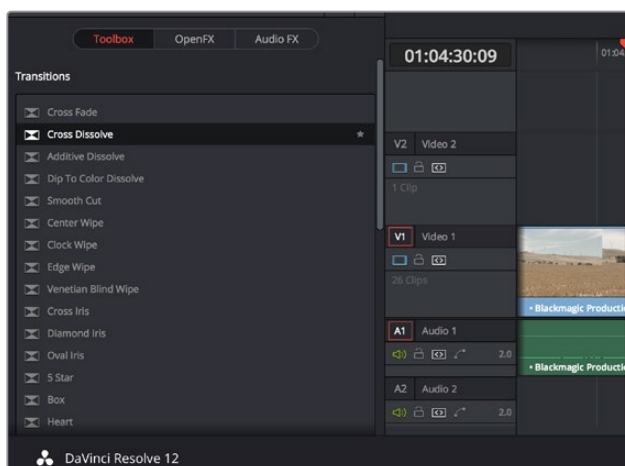 Toolbox OpenFX Audio FX
Transitions
Cross Fade
Cross Dissolve
Additive Dissolve
Dip To Color Dissolve
Smooth Cut
Center Wipe
Clock Wipe
Edge Wipe
Venetian Blind Wipe
Cross Iris
Diamond Iris
Oval Iris
5 Star
Box
Heart
01:04:30:09
01:04
V2 Video 2
1 Clip
V1 Video 1
26 Clips
• Blackmagic Producti
A1 Audio 1
2.0
• Blackmagic Producti
A2 Audio 2
2.0
DaVinci Resolve 12